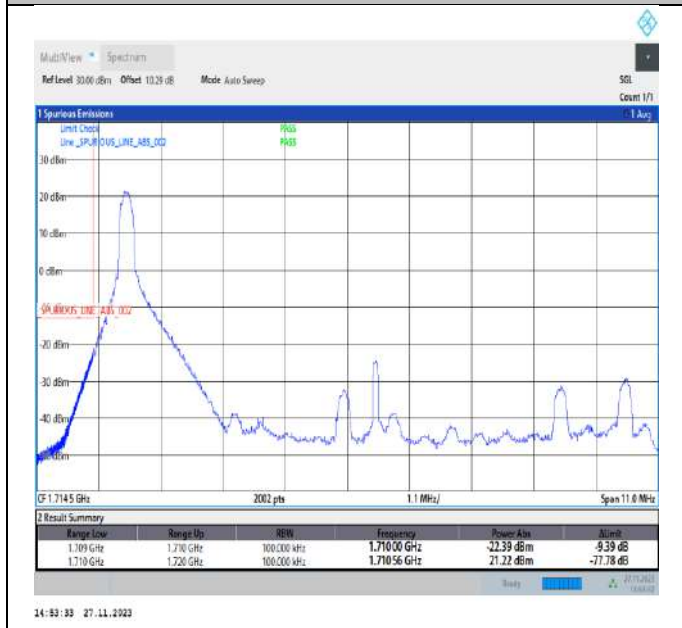 MultiView Spectrum
Ref Level 30.00 dBm Offset 10.29 dB Mode Auto Sweep SGL
Count 1/1
1 Spurious Emissions 1 Avg
Limit Check PASS
Line _SPURIOUS_LINE_ABS_002 PASS
30 dBm
20 dBm
10 dBm
0 dBm
SPURIOUS_LINE_ABS_002
-20 dBm
-30 dBm
-40 dBm
CF 1.7145 GHz 2002 pts 1.1 MHz/ Span 11.0 MHz
2 Result Summary
Range Low Range Up RBW Frequency Power Abs ΔLimit
1.709 GHz 1.710 GHz 100.000 kHz 1.71000 GHz -22.39 dBm -9.39 dB
1.710 GHz 1.720 GHz 100.000 kHz 1.71056 GHz 21.22 dBm -77.78 dB
Ready 27.11.2023
14:53:33 27.11.2023